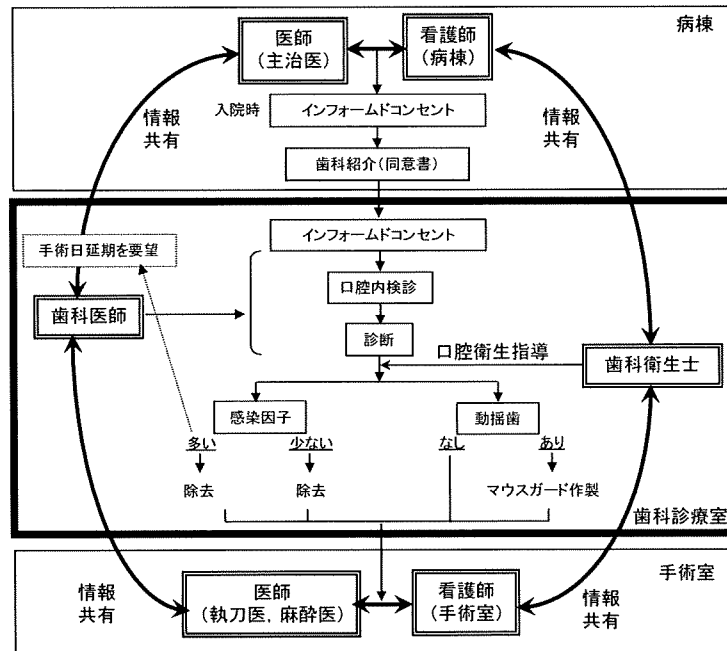 病棟
医師
(主治医)
看護師
(病棟)
入院時
インフォームドコンセント
情報
共有
情報
共有
歯科紹介(同意書)
インフォームドコンセント
手術日延期を要望
口腔内検診
歯科医師
診断
口腔衛生指導
歯科衛生士
感染因子
動揺歯
多い
少ない
なし
あり
除去
除去
マウスガード作製
歯科診療室
手術室
情報
共有
医師
(執刀医, 麻酔医)
看護師
(手術室)
情報
共有